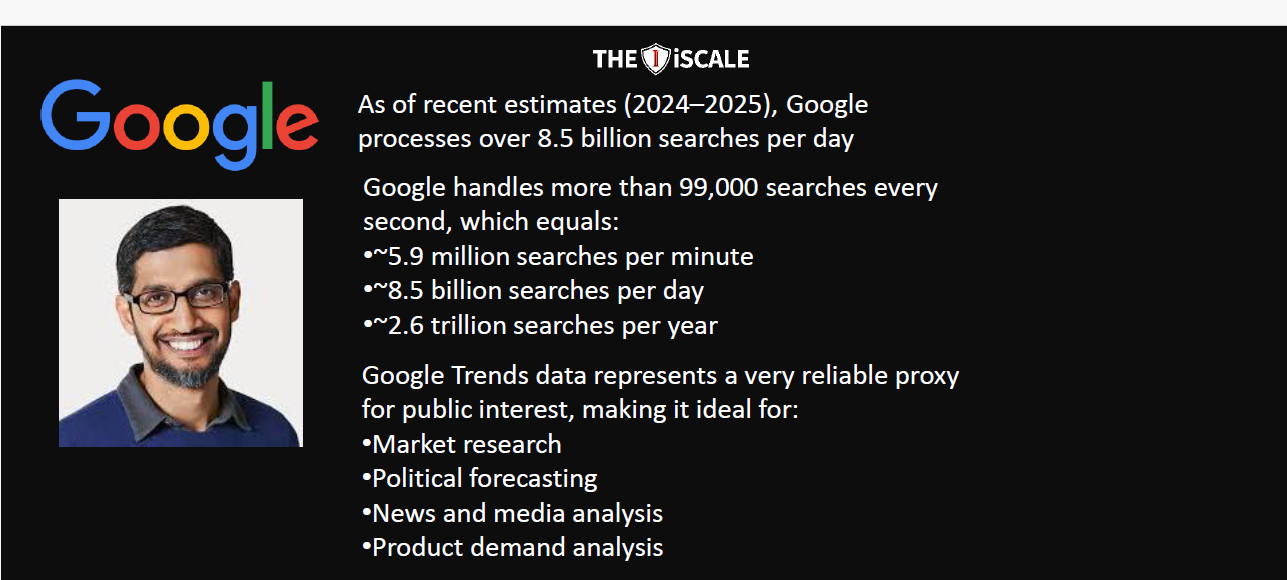 THE 1 iSCALE
Google
As of recent estimates (2024–2025), Google
processes over 8.5 billion searches per day
Google handles more than 99,000 searches every
second, which equals:
•~5.9 million searches per minute
•~8.5 billion searches per day
•~2.6 trillion searches per year
Google Trends data represents a very reliable proxy
for public interest, making it ideal for:
•Market research
•Political forecasting
•News and media analysis
•Product demand analysis